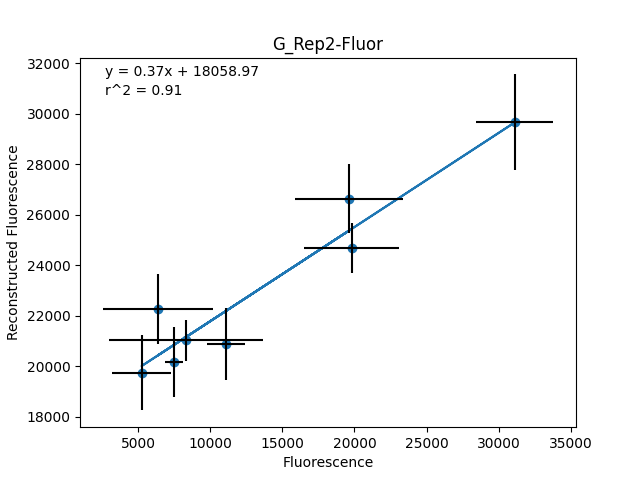 G_Rep2-Fluor
y = 0.37x + 18058.97
r^2 = 0.91
32000
30000
28000
26000
24000
22000
20000
18000
Reconstructed Fluorescence
5000 10000 15000 20000 25000 30000 35000
Fluorescence